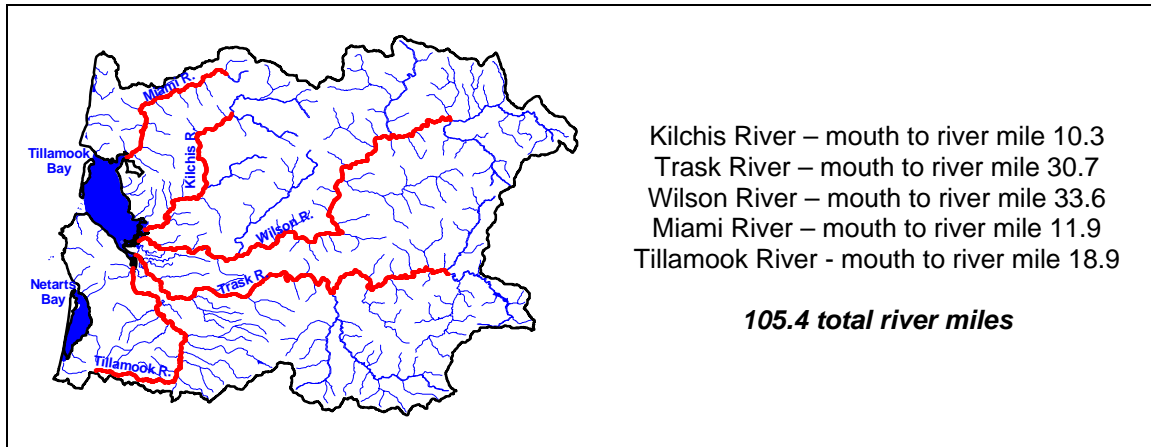 Miami R.
Kilchis R.
Tillamook
Bay
Wilson R.
Trask R.
Netarts
Bay
Tillamook R.
Kilchis River – mouth to river mile 10.3
Trask River – mouth to river mile 30.7
Wilson River – mouth to river mile 33.6
Miami River – mouth to river mile 11.9
Tillamook River - mouth to river mile 18.9
105.4 total river miles